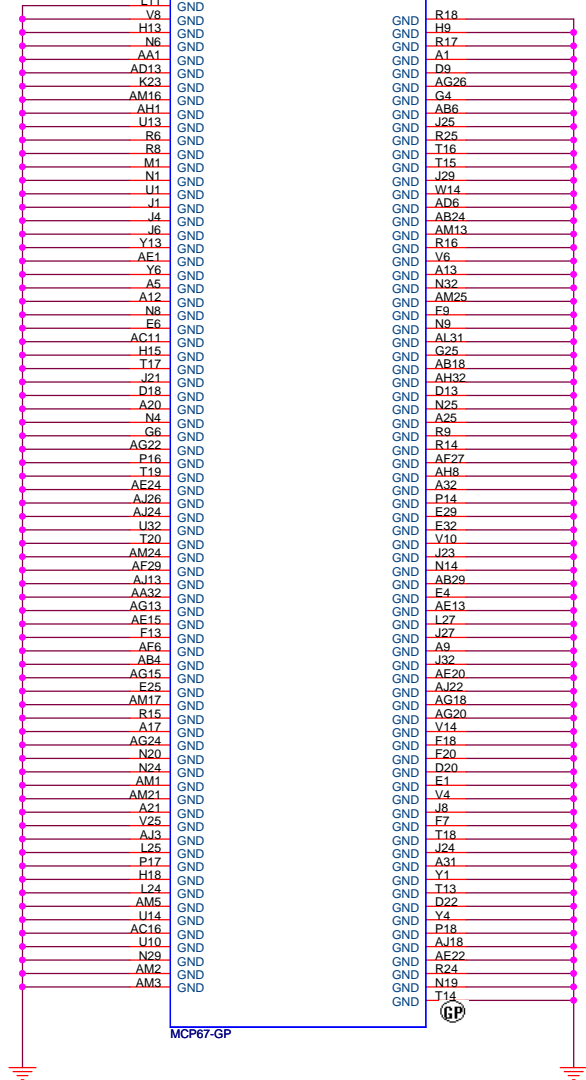 GND
V8 GND
H13 GND
N6 GND
AA1 GND
AD13 GND
K23 GND
AM16 GND
AH1 GND
U13 GND
R6 GND
R8 GND
M1 GND
N1 GND
U1 GND
J1 GND
J4 GND
J6 GND
Y13 GND
AE1 GND
Y6 GND
A5 GND
A12 GND
N8 GND
E6 GND
AC11 GND
H15 GND
T17 GND
J21 GND
D18 GND
A20 GND
N4 GND
G6 GND
AG22 GND
P16 GND
T19 GND
AE24 GND
AJ26 GND
AJ24 GND
U32 GND
T20 GND
AM24 GND
AF29 GND
AJ13 GND
AA32 GND
AG13 GND
AE15 GND
F13 GND
AF6 GND
AB4 GND
AG15 GND
E25 GND
AM17 GND
R15 GND
A17 GND
AG24 GND
N20 GND
N24 GND
AM1 GND
AM21 GND
A21 GND
V25 GND
AJ3 GND
L25 GND
P17 GND
H18 GND
L24 GND
AM5 GND
U14 GND
AC16 GND
U10 GND
N29 GND
AM2 GND
AM3 GND
GND R18
GND H9
GND R17
GND A1
GND D9
GND AG26
GND G4
GND AB6
GND J25
GND R25
GND T16
GND T15
GND J29
GND W14
GND AD6
GND AB24
GND AM13
GND R16
GND V6
GND A13
GND N32
GND AM25
GND F9
GND N9
GND AL31
GND G25
GND AB18
GND AH32
GND D13
GND N25
GND A25
GND R9
GND R14
GND AF27
GND AH8
GND A32
GND P14
GND E29
GND E32
GND V10
GND J23
GND N14
GND AB29
GND E4
GND AE13
GND L27
GND J27
GND A9
GND J32
GND AE20
GND AJ22
GND AG18
GND AG20
GND V14
GND F18
GND F20
GND D20
GND E1
GND V4
GND J8
GND F7
GND T18
GND J24
GND A31
GND Y1
GND T13
GND D22
GND Y4
GND P18
GND AJ18
GND AE22
GND R24
GND N19
GND T14
GP
MCP67-GP